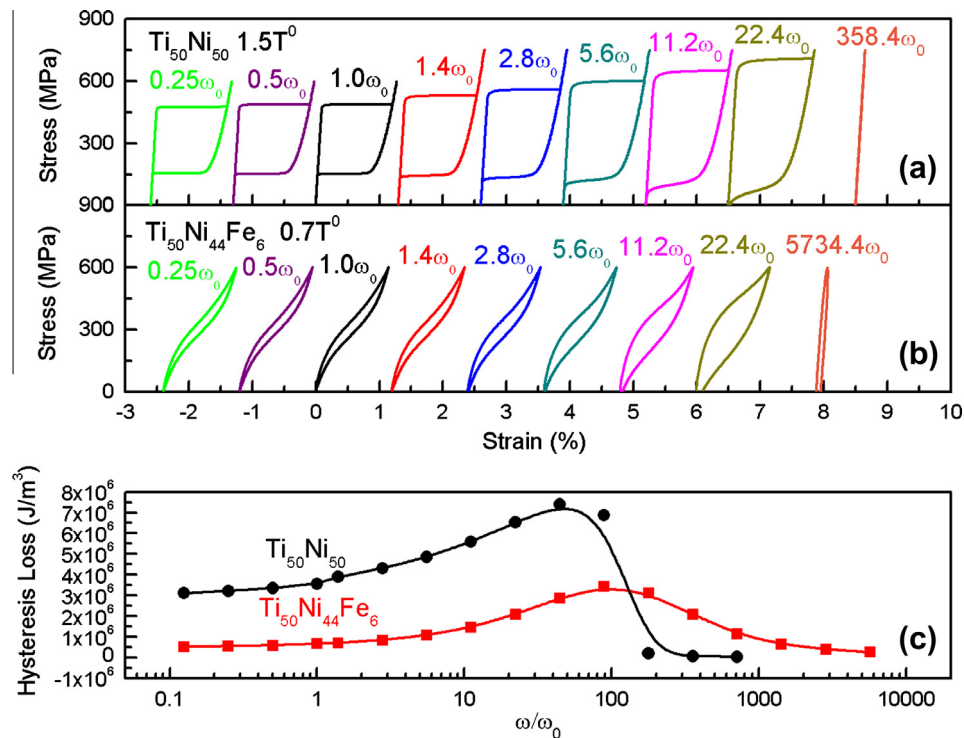 900
Ti50Ni50 1.5T0
0.25ω0 0.5ω0 1.0ω0 1.4ω0 2.8ω0 5.6ω0 11.2ω0 22.4ω0 358.4ω0
600
Stress (MPa)
300
(a)
900
Ti50Ni44Fe6 0.7T0
0.25ω0 0.5ω0 1.0ω0 1.4ω0 2.8ω0 5.6ω0 11.2ω0 22.4ω0 5734.4ω0
600
Stress (MPa)
300
(b)
0
-3 -2 -1 0 1 2 3 4 5 6 7 8 9 10
Strain (%)
8x10^6
7x10^6
6x10^6
5x10^6
4x10^6
3x10^6
2x10^6
1x10^6
0
-1x10^6
Hysteresis Loss (J/m3)
Ti50Ni50
Ti50Ni44Fe6
(c)
0.1 1 10 100 1000 10000
ω/ω0